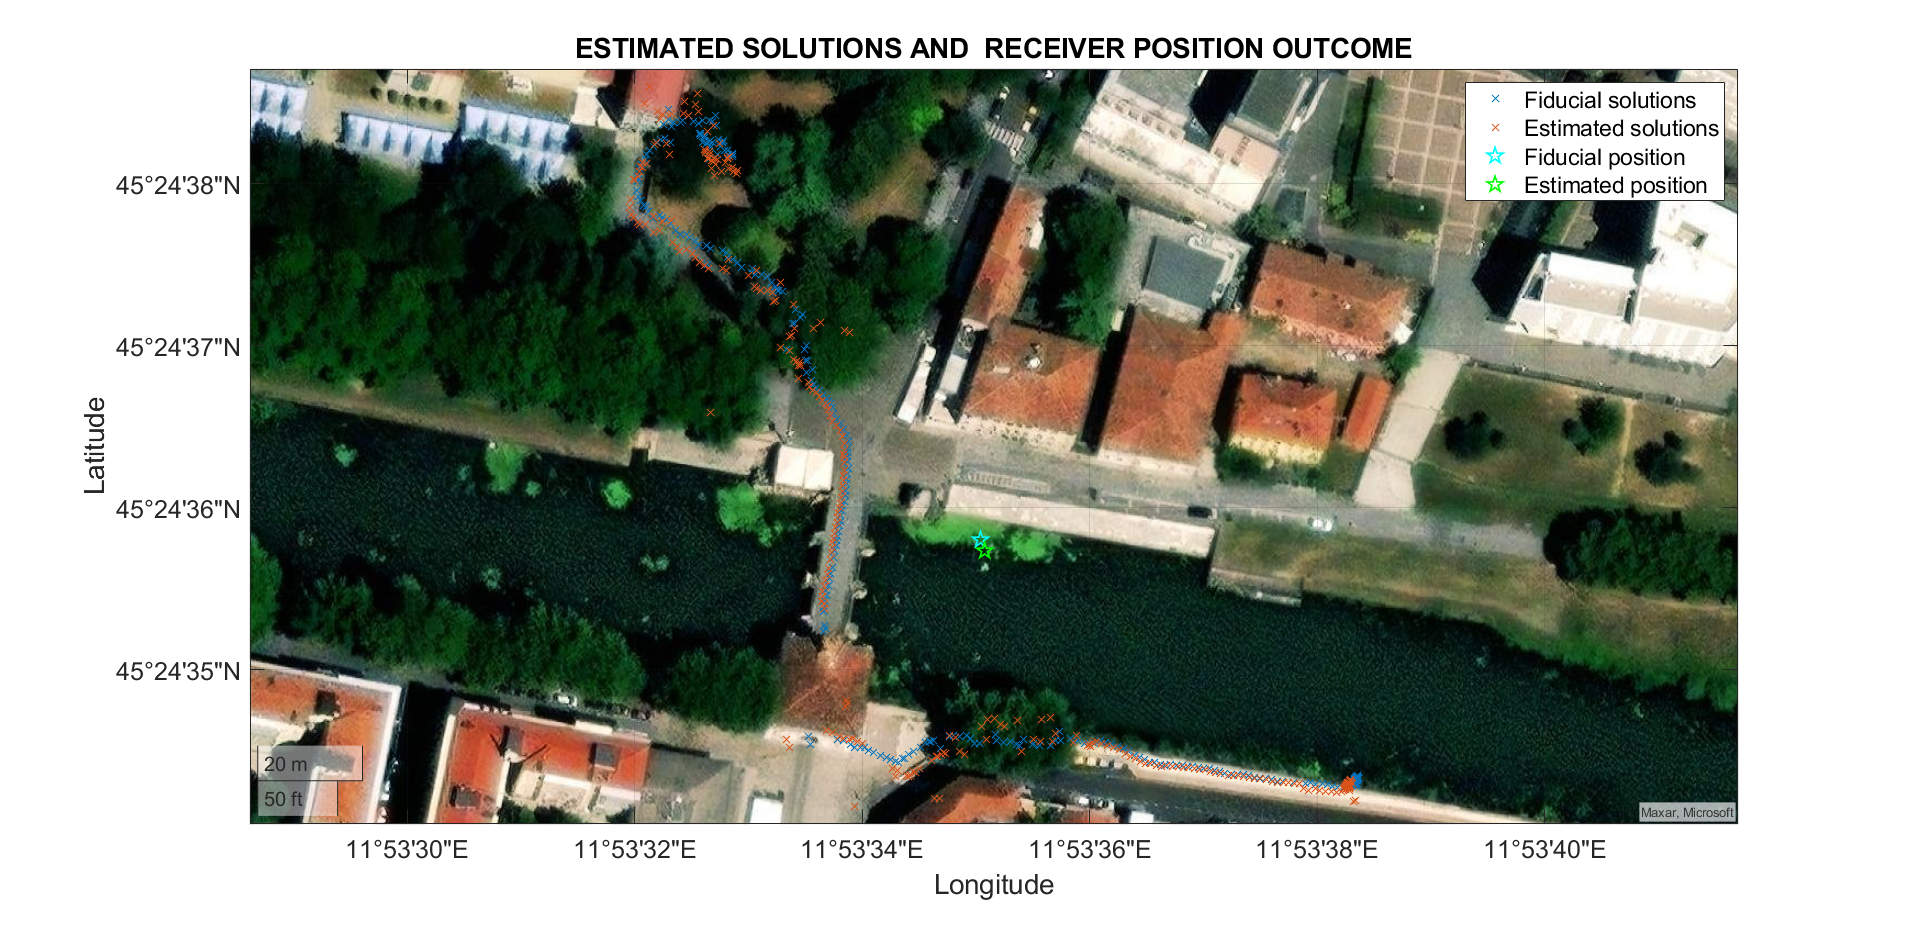 ESTIMATED SOLUTIONS AND  RECEIVER POSITION OUTCOME
Fiducial solutions
Estimated solutions
Fiducial position
Estimated position
45°24'38"N
45°24'37"N
45°24'36"N
45°24'35"N
Latitude
20 m
50 ft
Maxar, Microsoft
11°53'30"E
11°53'32"E
11°53'34"E
11°53'36"E
11°53'38"E
11°53'40"E
Longitude